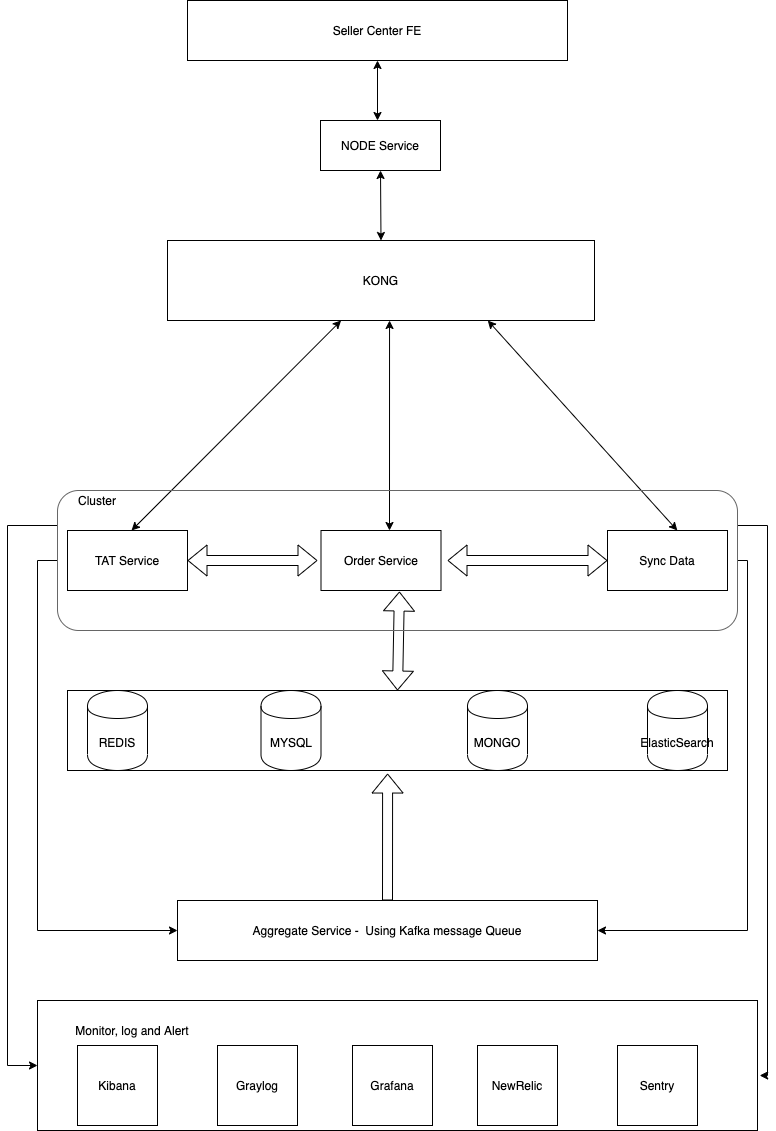 Seller Center FE
NODE Service
KONG
Cluster
TAT Service
Order Service
Sync Data
REDIS
MYSQL
MONGO
ElasticSearch
Aggregate Service -  Using Kafka message Queue
Monitor, log and Alert
Kibana
Graylog
Grafana
NewRelic
Sentry